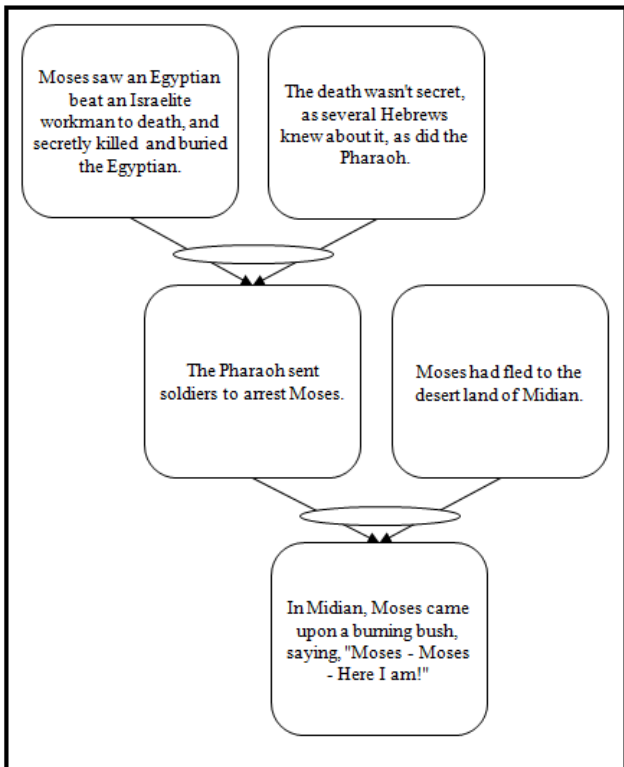 Moses saw an Egyptian
beat an Israelite
workman to death, and
secretly killed and buried
the Egyptian.
The death wasn't secret,
as several Hebrews
knew about it, as did the
Pharaoh.
The Pharaoh sent
soldiers to arrest Moses.
Moses had fled to the
desert land of Midian.
In Midian, Moses came
upon a burning bush,
saying, "Moses - Moses
- Here I am!"